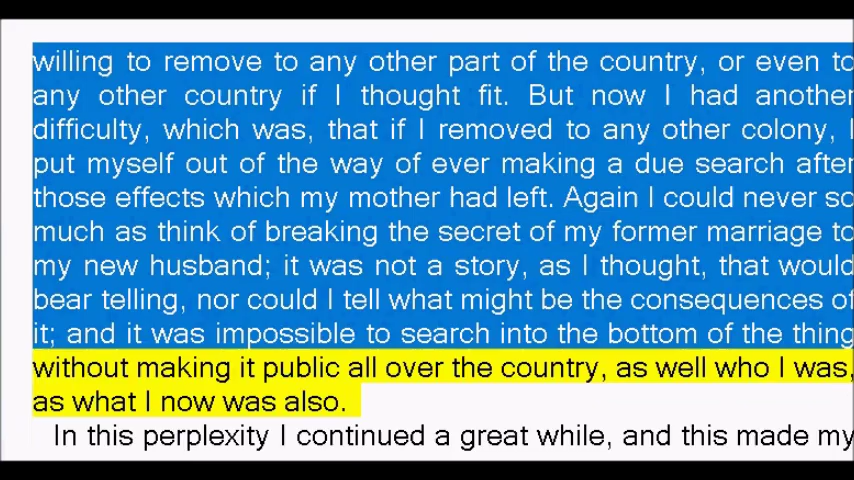 willing to remove to any other part of the country, or even to
any other country if I thought fit. But now I had another
difficulty, which was, that if I removed to any other colony, I
put myself out of the way of ever making a due search after
those effects which my mother had left. Again I could never so
much as think of breaking the secret of my former marriage to
my new husband; it was not a story, as I thought, that would
bear telling, nor could I tell what might be the consequences of
it; and it was impossible to search into the bottom of the thing
without making it public all over the country, as well who I was,
as what I now was also.
In this perplexity I continued a great while, and this made my